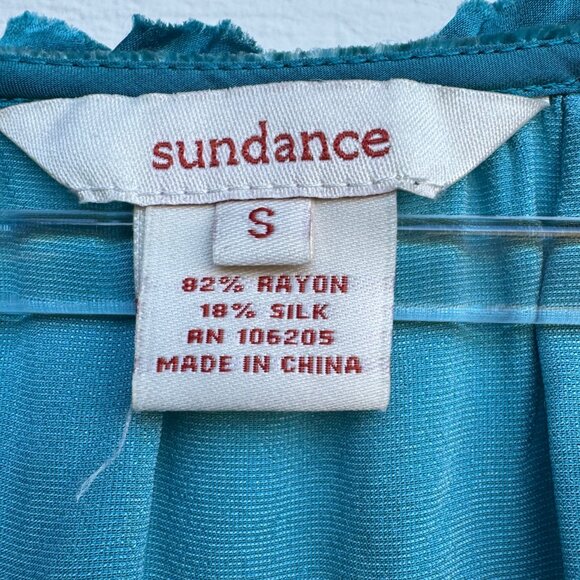 sundance
S
82% RAYON
18% SILK
RN 106205
MADE IN CHINA